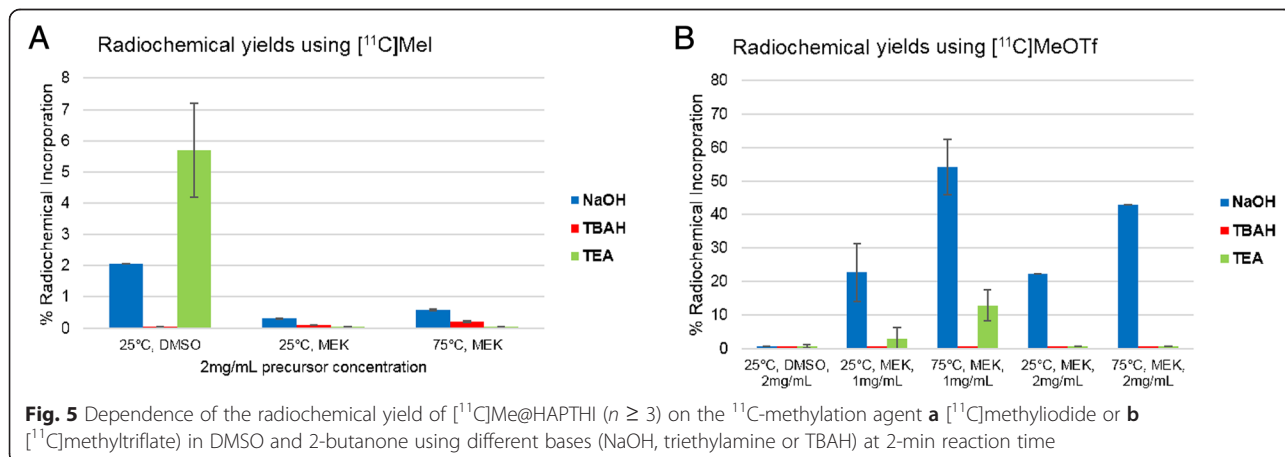 A
Radiochemical yields using [¹¹C]MeI
% Radiochemical Incorporation
8
7
6
5
4
3
2
1
0
25°C, DMSO
25°C, MEK
75°C, MEK
2mg/mL precursor concentration
NaOH
TBAH
TEA
B
Radiochemical yields using [¹¹C]MeOTf
% Radiochemical Incorporation
80
70
60
50
40
30
20
10
0
25°C, DMSO, 2mg/mL
25°C, MEK, 1mg/mL
75°C, MEK, 1mg/mL
25°C, MEK, 2mg/mL
75°C, MEK, 2mg/mL
NaOH
TBAH
TEA
Fig. 5 Dependence of the radiochemical yield of [¹¹C]Me@HAPTHI (n ≥ 3) on the ¹¹C-methylation agent a [¹¹C]methyliodide or b
[¹¹C]methyltriflate) in DMSO and 2-butanone using different bases (NaOH, triethylamine or TBAH) at 2-min reaction time